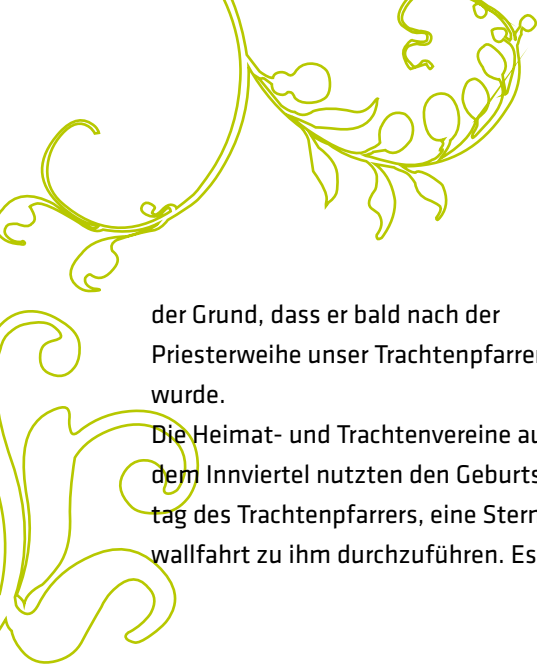 der Grund, dass er bald nach der
Priesterweihe unser Trachtenpfarrer
wurde.
Die Heimat- und Trachtenvereine au
dem Innviertel nutzten den Geburts
tag des Trachtenpfarrers, eine Stern
wallfahrt zu ihm durchzuführen. Es